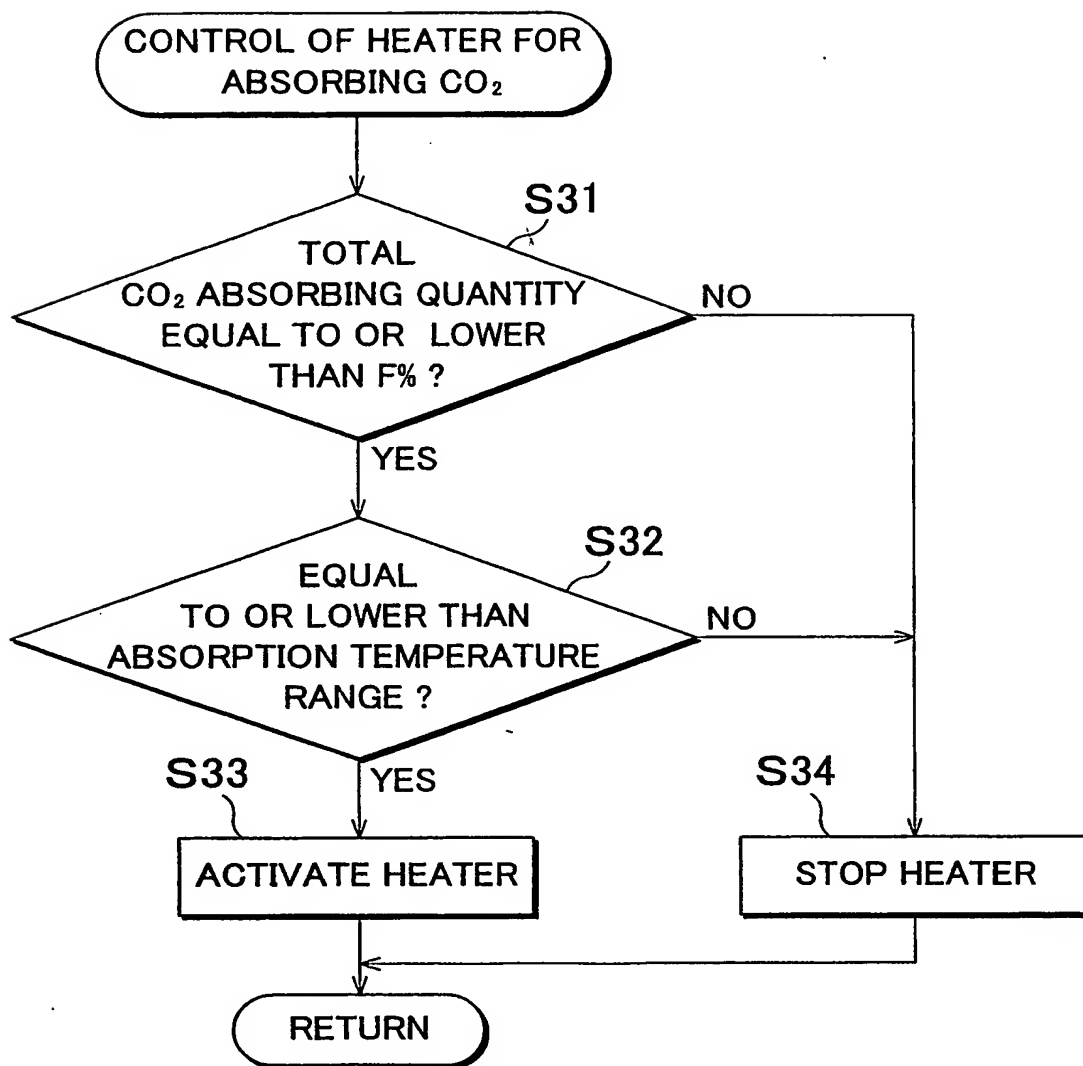 CONTROL OF HEATER FOR
ABSORBING CO₂
S31
TOTAL
CO₂ ABSORBING QUANTITY
EQUAL TO OR LOWER
THAN F% ?
NO
YES
S32
EQUAL
TO OR LOWER THAN
ABSORPTION TEMPERATURE
RANGE ?
NO
YES
S33
ACTIVATE HEATER
S34
STOP HEATER
RETURN